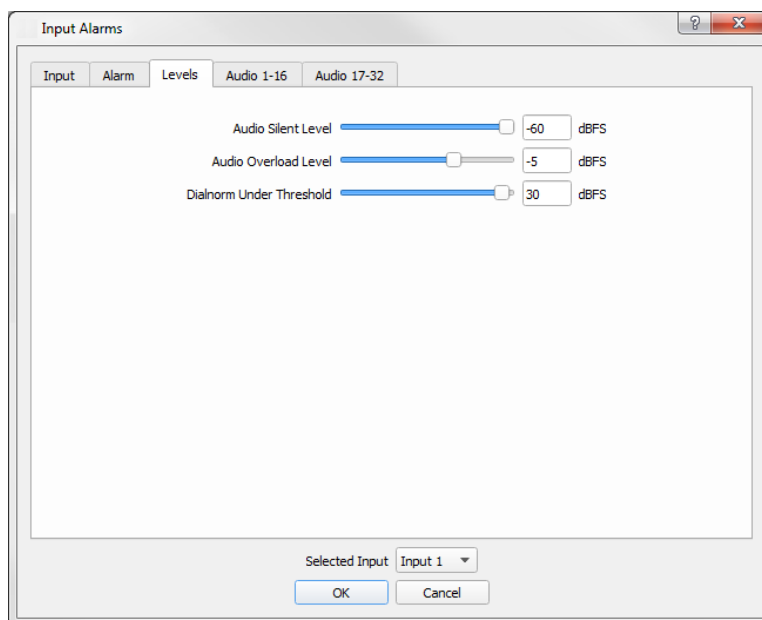 Input Alarms
Input Alarm Levels Audio 1-16 Audio 17-32
Audio Silent Level -60 dBFS
Audio Overload Level -5 dBFS
Dialnorm Under Threshold 30 dBFS
Selected Input Input 1
OK Cancel